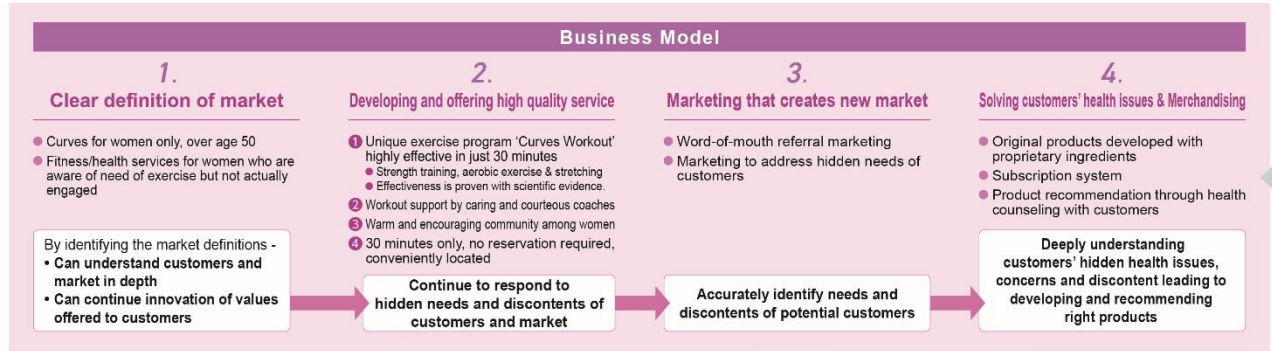 Business Model
1.
Clear definition of market
● Curves for women only, over age 50
● Fitness/health services for women who are
aware of need of exercise but not actually
engaged
By identifying the market definitions -
• Can understand customers and
market in depth
• Can continue innovation of values
offered to customers
2.
Developing and offering high quality service
❶ Unique exercise program ‘Curves Workout’
highly effective in just 30 minutes
● Strength training, aerobic exercise & stretching
● Effectiveness is proven with scientific evidence.
❷ Workout support by caring and courteous coaches
❸ Warm and encouraging community among women
❹ 30 minutes only, no reservation required,
conveniently located
Continue to respond to
hidden needs and discontents of
customers and market
3.
Marketing that creates new market
● Word-of-mouth referral marketing
● Marketing to address hidden needs of
customers
Accurately identify needs and
discontents of potential customers
4.
Solving customers’ health issues & Merchandising
● Original products developed with
proprietary ingredients
● Subscription system
● Product recommendation through health
counseling with customers
Deeply understanding
customers’ hidden health issues,
concerns and discontent leading to
developing and recommending
right products